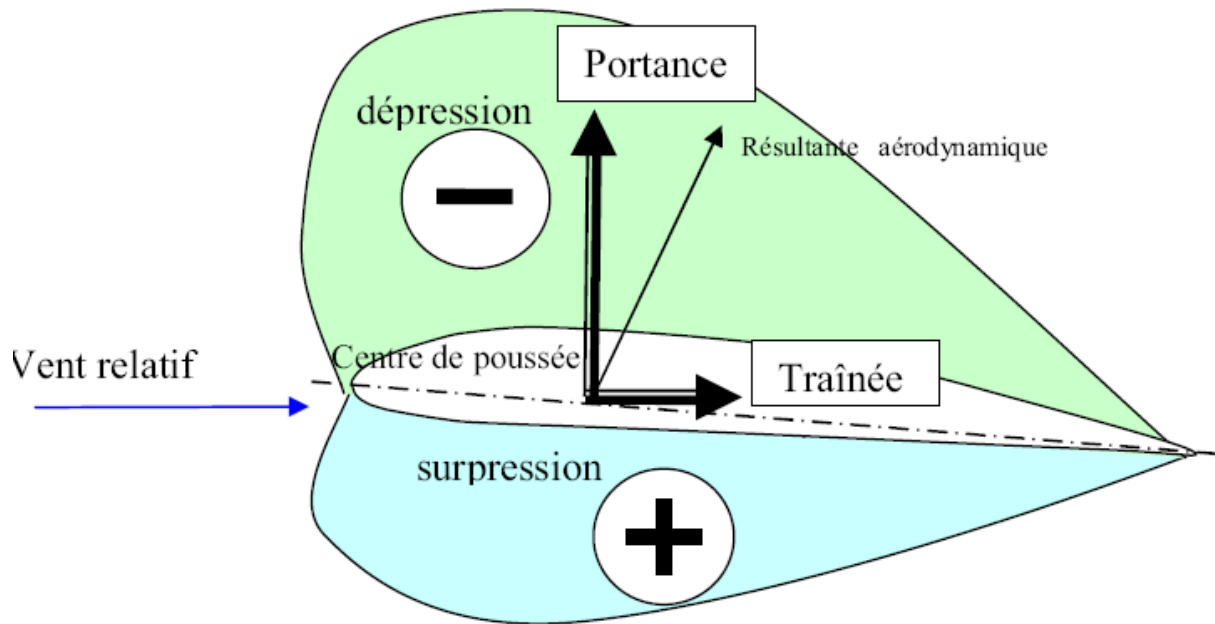 Portance
dépression
Résultante aérodynamique
Vent relatif
Centre de poussée
Traînée
surpression